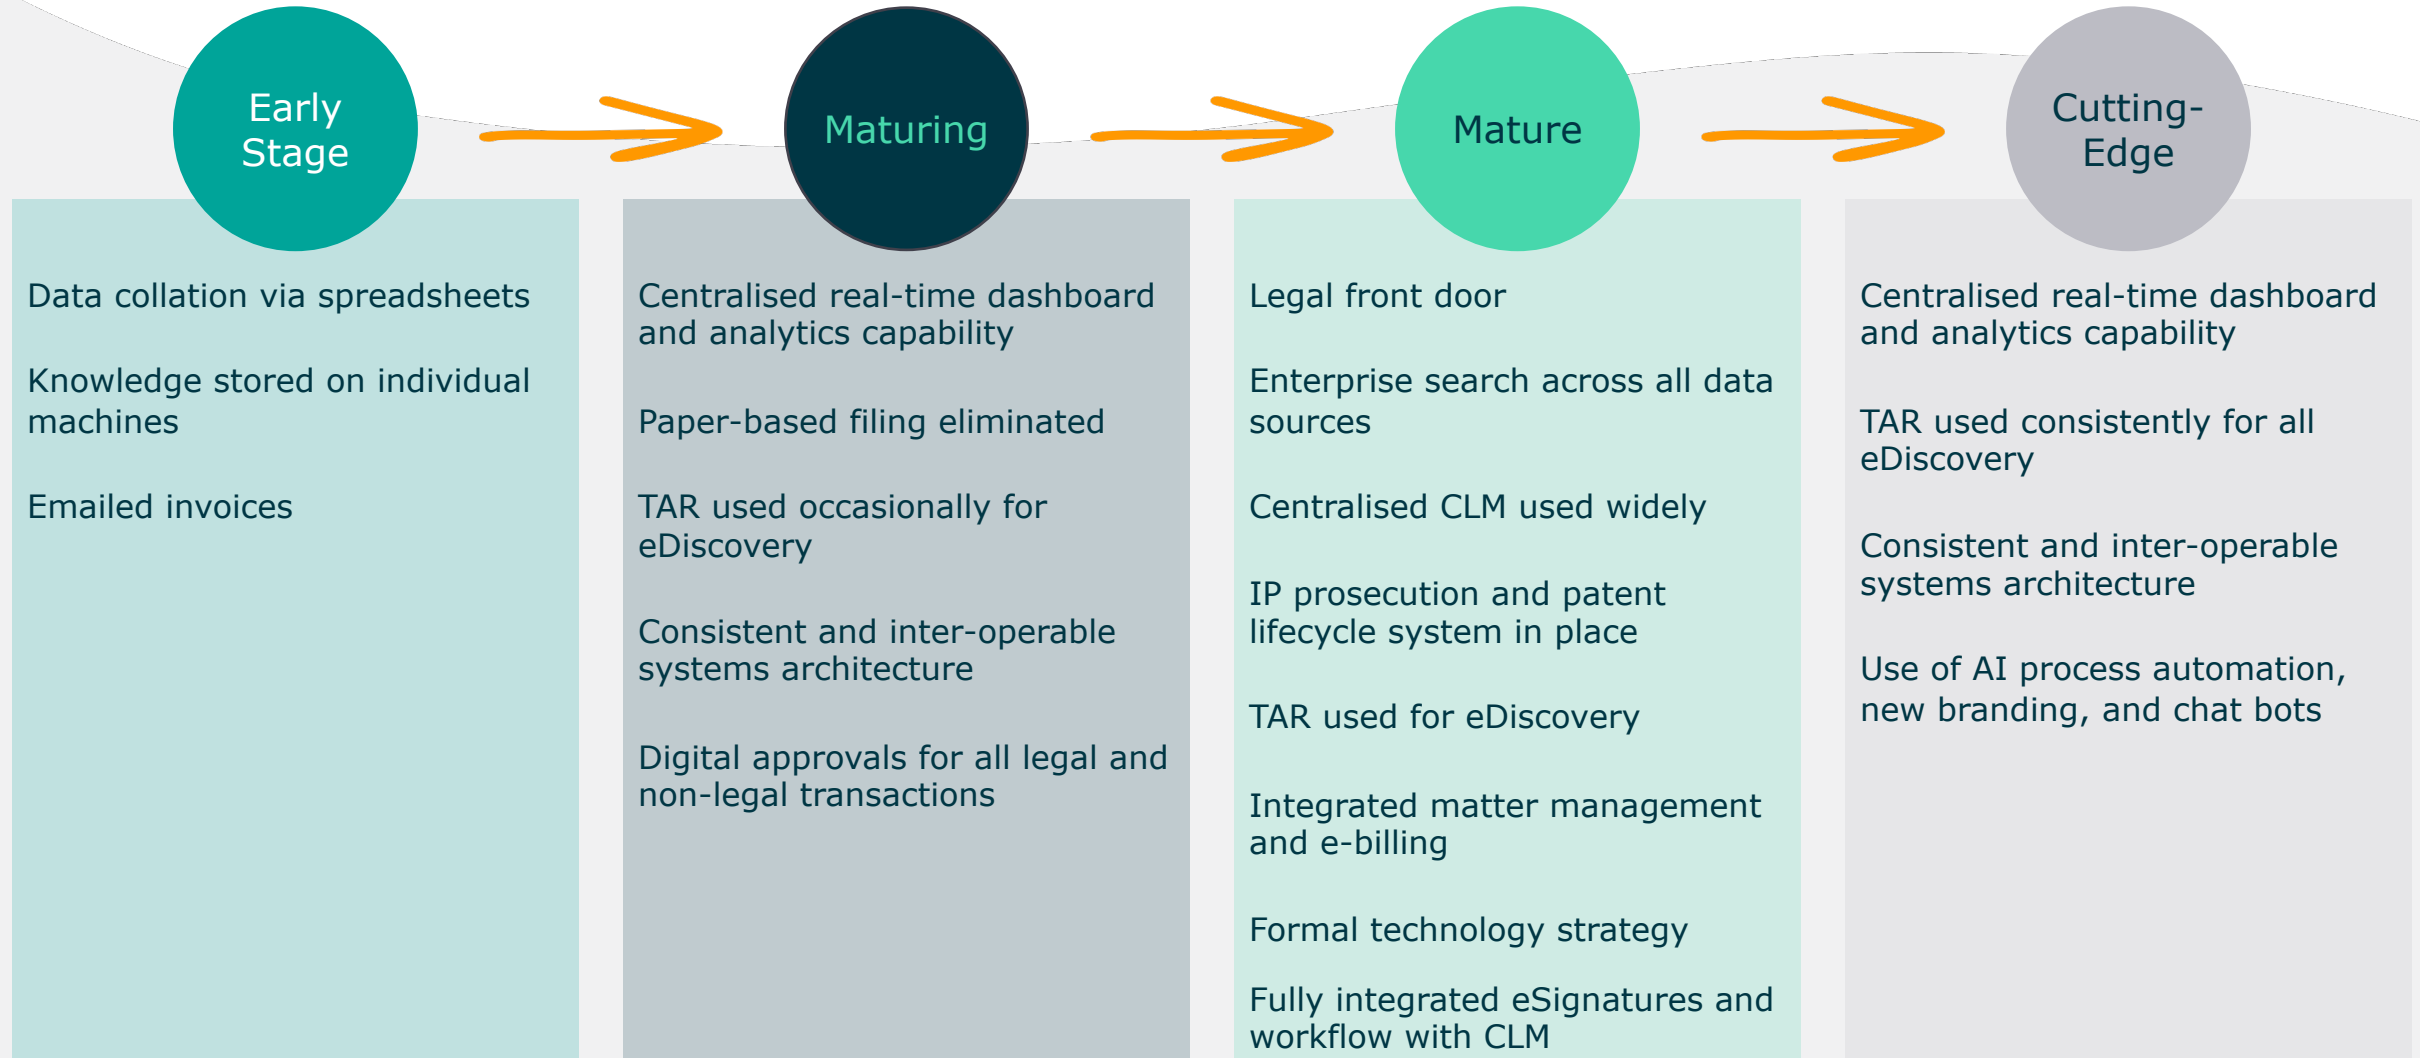 Early
Stage
Data collation via spreadsheets
Knowledge stored on individual
machines
Emailed invoices
Maturing
Centralised real-time dashboard
and analytics capability
Paper-based filing eliminated
TAR used occasionally for
eDiscovery
Consistent and inter-operable
systems architecture
Digital approvals for all legal and
non-legal transactions
Mature
Legal front door
Enterprise search across all data
sources
Centralised CLM used widely
IP prosecution and patent
lifecycle system in place
TAR used for eDiscovery
Integrated matter management
and e-billing
Formal technology strategy
Fully integrated eSignatures and
workflow with CLM
Cutting-
Edge
Centralised real-time dashboard
and analytics capability
TAR used consistently for all
eDiscovery
Consistent and inter-operable
systems architecture
Use of AI process automation,
new branding, and chat bots